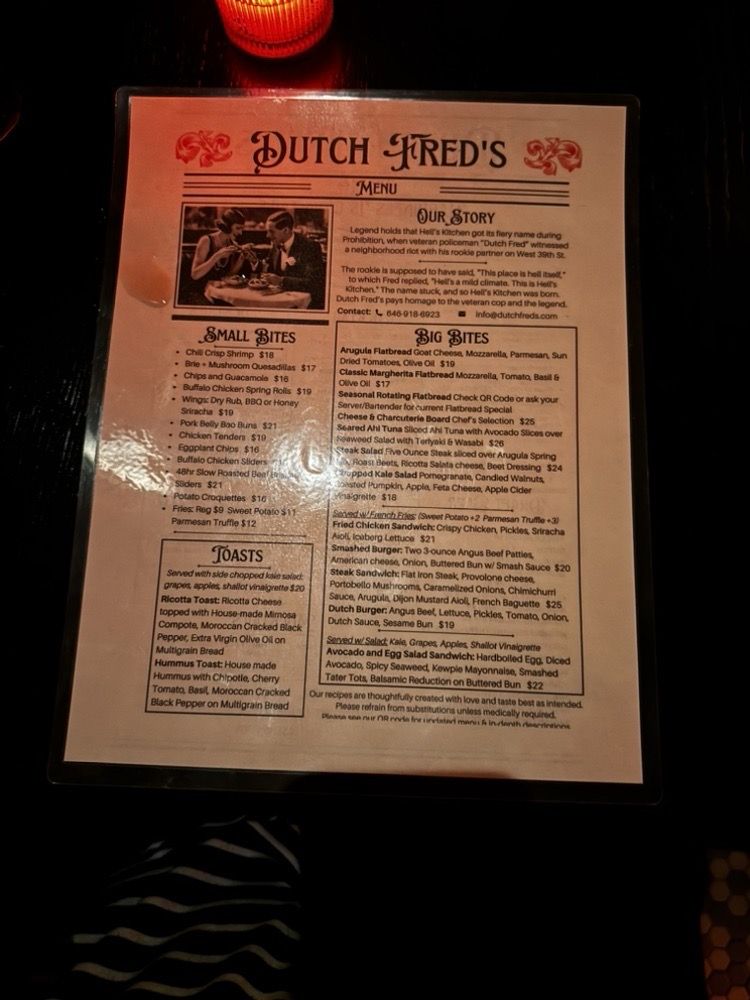 DUTCH FRED'S
MENU
OUR STORY
Legend holds that Hell's Kitchen got its fiery name during
Prohibition, when veteran policeman "Dutch Fred" witnessed
a neighborhood riot with his rookie partner on West 39th St.
The rookie is supposed to have said, "This place is hell itself,"
to which Fred replied, "Hell's a mild climate. This is Hell's
Kitchen." The name stuck, and so Hell's Kitchen was born.
Dutch Fred's pays homage to the veteran cop and the legend.
Contact: 646-918-6923 info@dutchfreds.com
SMALL BITES
• Chili Crisp Shrimp $18
• Brie + Mushroom Quesadillas $17
• Chips and Guacamole $16
• Buffalo Chicken Spring Rolls $19
• Wings: Dry Rub, BBQ or Honey
Sriracha $19
• Pork Belly Bao Buns $21
• Chicken Tenders $19
• Eggplant Chips $16
• Buffalo Chicken Sliders
• 48hr Slow Roasted Beef
Sliders $21
• Potato Croquettes $16
• Fries: Reg $9 Sweet Potato $11
Parmesan Truffle $12
TOASTS
Served with side chopped kale salad:
grapes, apples, shallot vinaigrette $20
Ricotta Toast: Ricotta Cheese
topped with House-made Mimosa
Compote, Moroccan Cracked Black
Pepper, Extra Virgin Olive Oil on
Multigrain Bread
Hummus Toast: House made
Hummus with Chipotle, Cherry
Tomato, Basil, Moroccan Cracked
Black Pepper on Multigrain Bread
BIG BITES
Arugula Flatbread Goat Cheese, Mozzarella, Parmesan, Sun
Dried Tomatoes, Olive Oil $19
Classic Margherita Flatbread Mozzarella, Tomato, Basil &
Olive Oil $17
Seasonal Rotating Flatbread Check QR Code or ask your
Server/Bartender for current Flatbread Special
Cheese & Charcuterie Board Chef's Selection $25
Seared Ahi Tuna Sliced Ahi Tuna with Avocado Slices over
Seaweed Salad with Teriyaki & Wasabi $26
Steak Salad Five Ounce Steak sliced over Arugula Spring
Roast Beets, Ricotta Salata cheese, Beet Dressing $24
Chopped Kale Salad Pomegranate, Candied Walnuts,
Roasted Pumpkin, Apple, Feta Cheese, Apple Cider
Vinaigrette $18
Served w/ French Fries: (Sweet Potato +2 Parmesan Truffle +3)
Fried Chicken Sandwich: Crispy Chicken, Pickles, Sriracha
Aioli, Iceberg Lettuce $21
Smashed Burger: Two 3-ounce Angus Beef Patties,
American cheese, Onion, Buttered Bun w/ Smash Sauce $20
Steak Sandwich: Flat Iron Steak, Provolone cheese,
Portobello Mushrooms, Caramelized Onions, Chimichurri
Sauce, Arugula, Dijon Mustard Aioli, French Baguette $25
Dutch Burger: Angus Beef, Lettuce, Pickles, Tomato, Onion,
Dutch Sauce, Sesame Bun $19
Served w/ Salad: Kale, Grapes, Apples, Shallot Vinaigrette
Avocado and Egg Salad Sandwich: Hardboiled Egg, Diced
Avocado, Spicy Seaweed, Kewpie Mayonnaise, Smashed
Tater Tots, Balsamic Reduction on Buttered Bun $22
Our recipes are thoughtfully created with love and taste best as intended.
Please refrain from substitutions unless medically required.
Please see our QR code for updated menu & in-depth descriptions